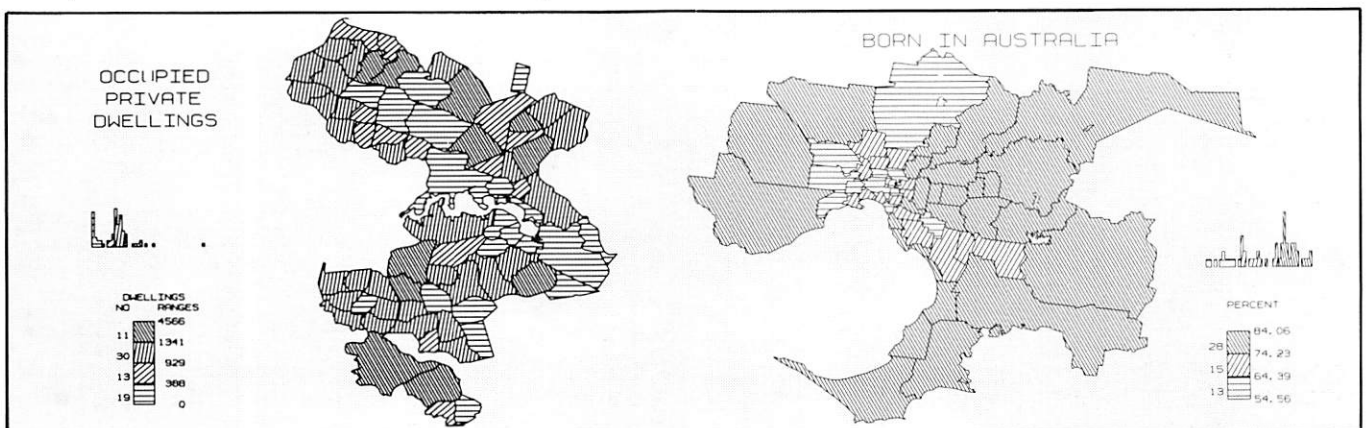 OCCUPIED
PRIVATE
DWELLINGS
DWELLINGS
NO RANGES
4566
11 1341
30 929
13 388
19 0
BORN IN AUSTRALIA
PERCENT
84.06
28 74.23
15 64.39
13 54.56